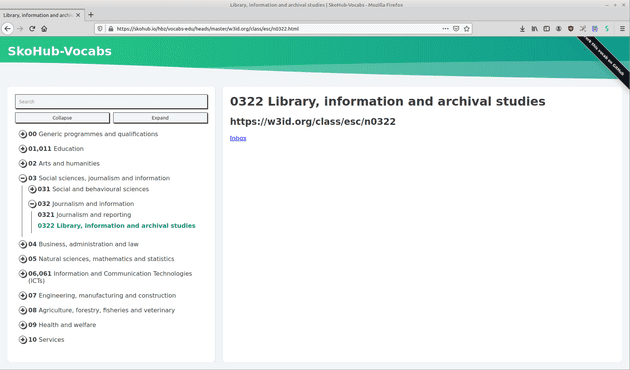 Library, information and archival studies | SkoHub-Vocabs - Mozilla Firefox
Library, information and archi
https://skohub.io/hbz/vocabs-edu/heads/master/w3id.org/class/esc/n0322.html
SkoHub-Vocabs
this vocab on GitHub
Search
Collapse
Expand
00 Generic programmes and qualifications
01,011 Education
02 Arts and humanities
03 Social sciences, journalism and information
031 Social and behavioural sciences
032 Journalism and information
0321 Journalism and reporting
0322 Library, information and archival studies
04 Business, administration and law
05 Natural sciences, mathematics and statistics
06,061 Information and Communication Technologies
(ICTs)
07 Engineering, manufacturing and construction
08 Agriculture, forestry, fisheries and veterinary
09 Health and welfare
10 Services
0322 Library, information and archival studies
https://w3id.org/class/esc/n0322
Inbox